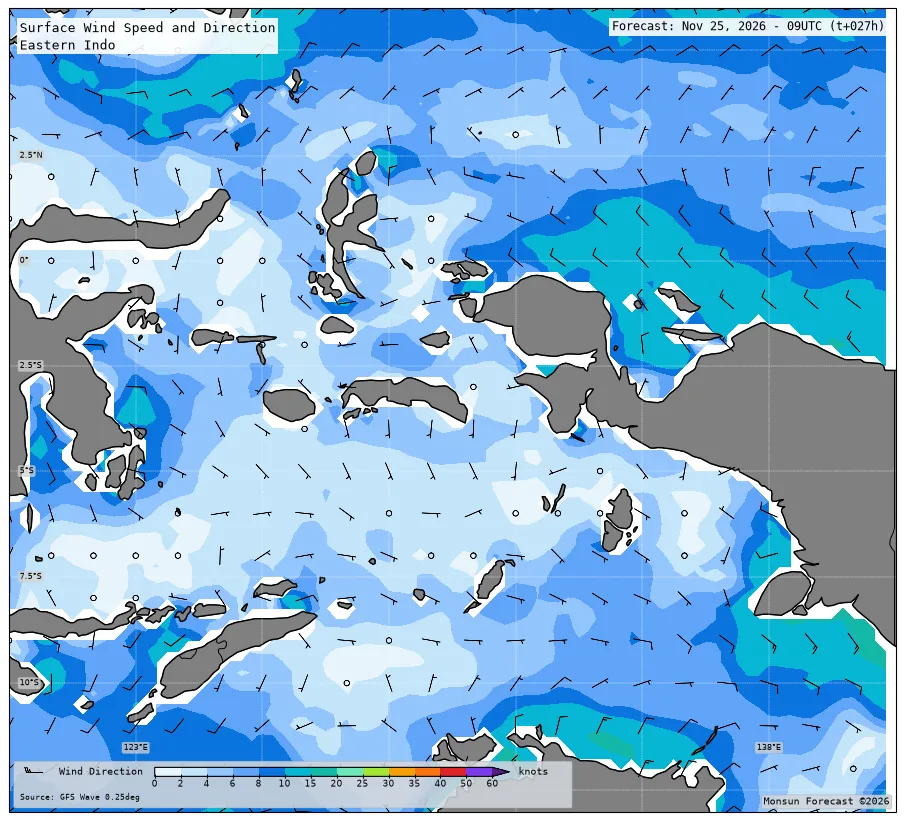 Surface Wind Speed and Direction
Eastern Indo
Forecast: Nov 25, 2026 - 09UTC (t+027h)
2.5°N
0°
2.5°S
5°S
7.5°S
10°S
123°E
138°E
Wind Direction
knots
0 2 4 6 8 10 15 20 25 30 35 40 50 60
Source: GFS Wave 0.25deg
Monsun Forecast ©2026